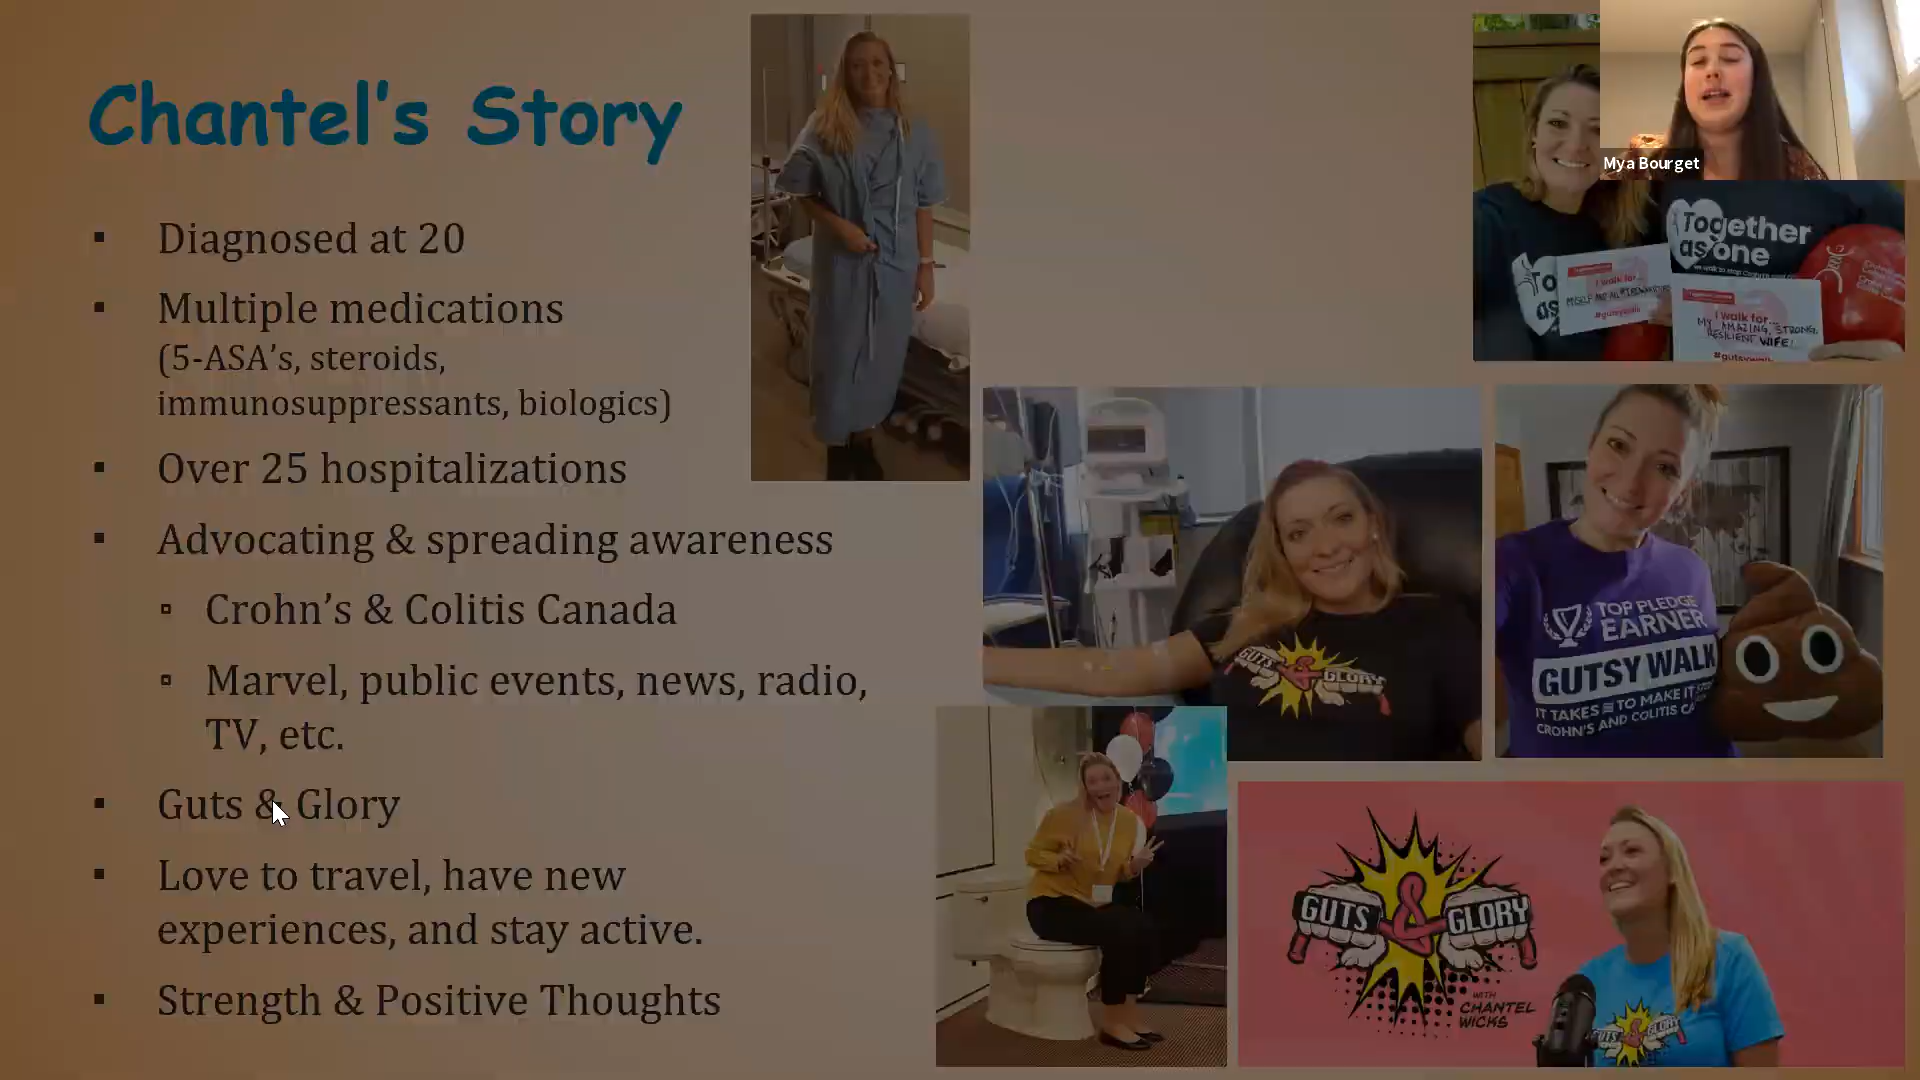 Chantel's Story
▪ Diagnosed at 20
▪ Multiple medications
(5-ASA's, steroids,
immunosuppressants, biologics)
▪ Over 25 hospitalizations
▪ Advocating & spreading awareness
▫ Crohn's & Colitis Canada
▫ Marvel, public events, news, radio,
TV, etc.
▪ Guts & Glory
▪ Love to travel, have new
experiences, and stay active.
▪ Strength & Positive Thoughts
Mya Bourget
Together
as one
To
as
I walk for...
#gutsywalk
I walk for...
MY AMAZING, STRONG,
RESILIENT WIFE!
#gutsywalk
GUTS & GLORY
TOP PLEDGE
EARNER
GUTSY WALK
IT TAKES TO MAKE IT
CROHN'S AND COLITIS
GUTS & GLORY
WITH
CHANTEL
WICKS
GUTS & GLORY